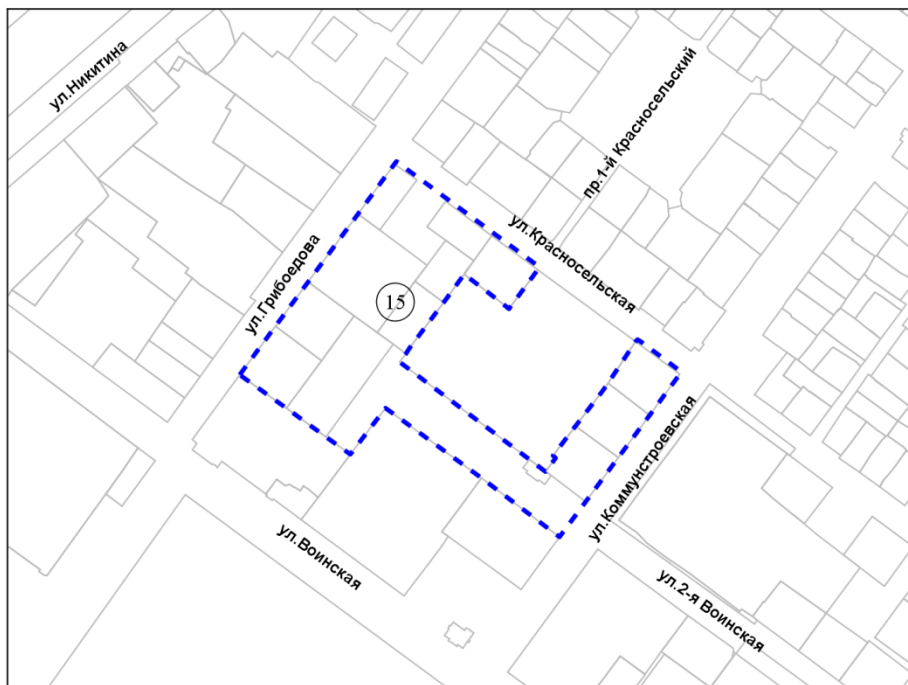 ул.Никитина
пр.1-й Красносельский
ул.Красносельская
ул.Грибоедова
15
ул.Коммунстроевская
ул.Воинская
ул.2-я Воинская